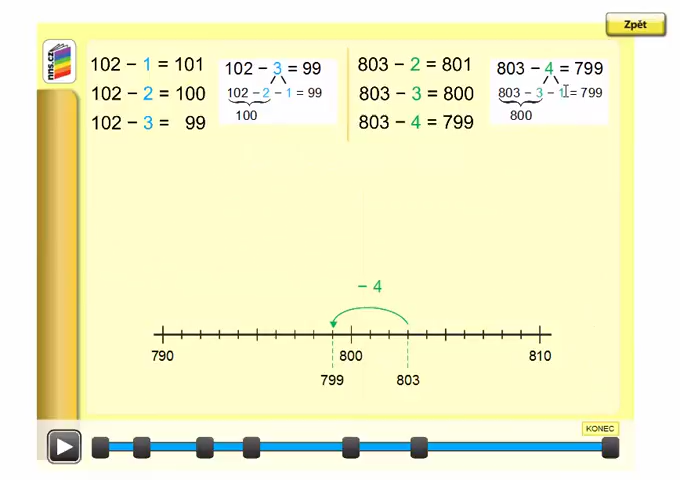 Zpět
nns.cz
102 − 1 = 101
102 − 2 = 100
102 − 3 = 99
102 − 3 = 99
102 − 2 − 1 = 99
100
803 − 2 = 801
803 − 3 = 800
803 − 4 = 799
803 − 4 = 799
803 − 3 − 1 = 799
800
− 4
790 800 810
799 803
KONEC